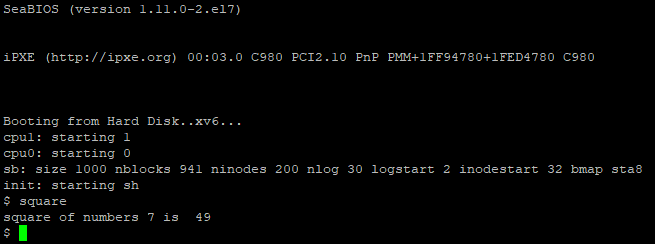 SeaBIOS (version 1.11.0-2.el7)
iPXE (http://ipxe.org) 00:03.0 C980 PCI2.10 PnP PMM+1FF94780+1FED4780 C980
Booting from Hard Disk..xv6...
cpu1: starting 1
cpu0: starting 0
sb: size 1000 nblocks 941 ninodes 200 nlog 30 logstart 2 inodestart 32 bmap sta8
init: starting sh
$ square
square of numbers 7 is  49
$